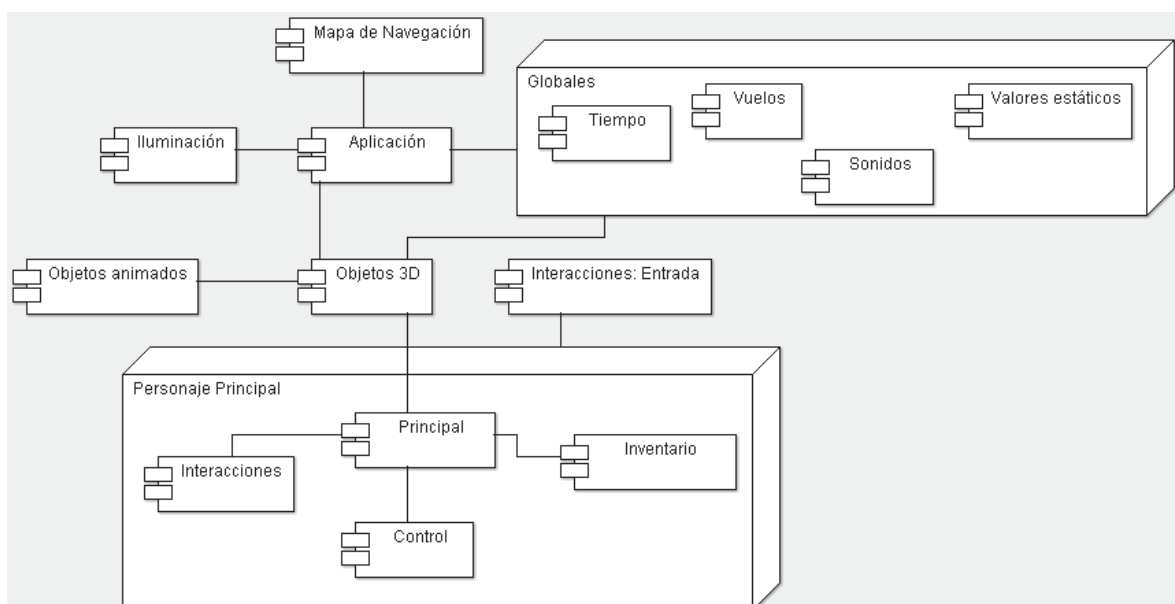 Mapa de Navegación
Globales
Vuelos
Valores estáticos
Tiempo
Iluminación
Aplicación
Sonidos
Objetos animados
Objetos 3D
Interacciones: Entrada
Personaje Principal
Principal
Inventario
Interacciones
Control